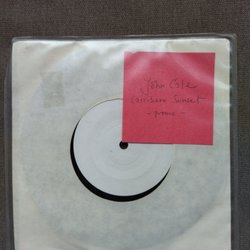 John Cale
Caribbean Sunset
- promo -